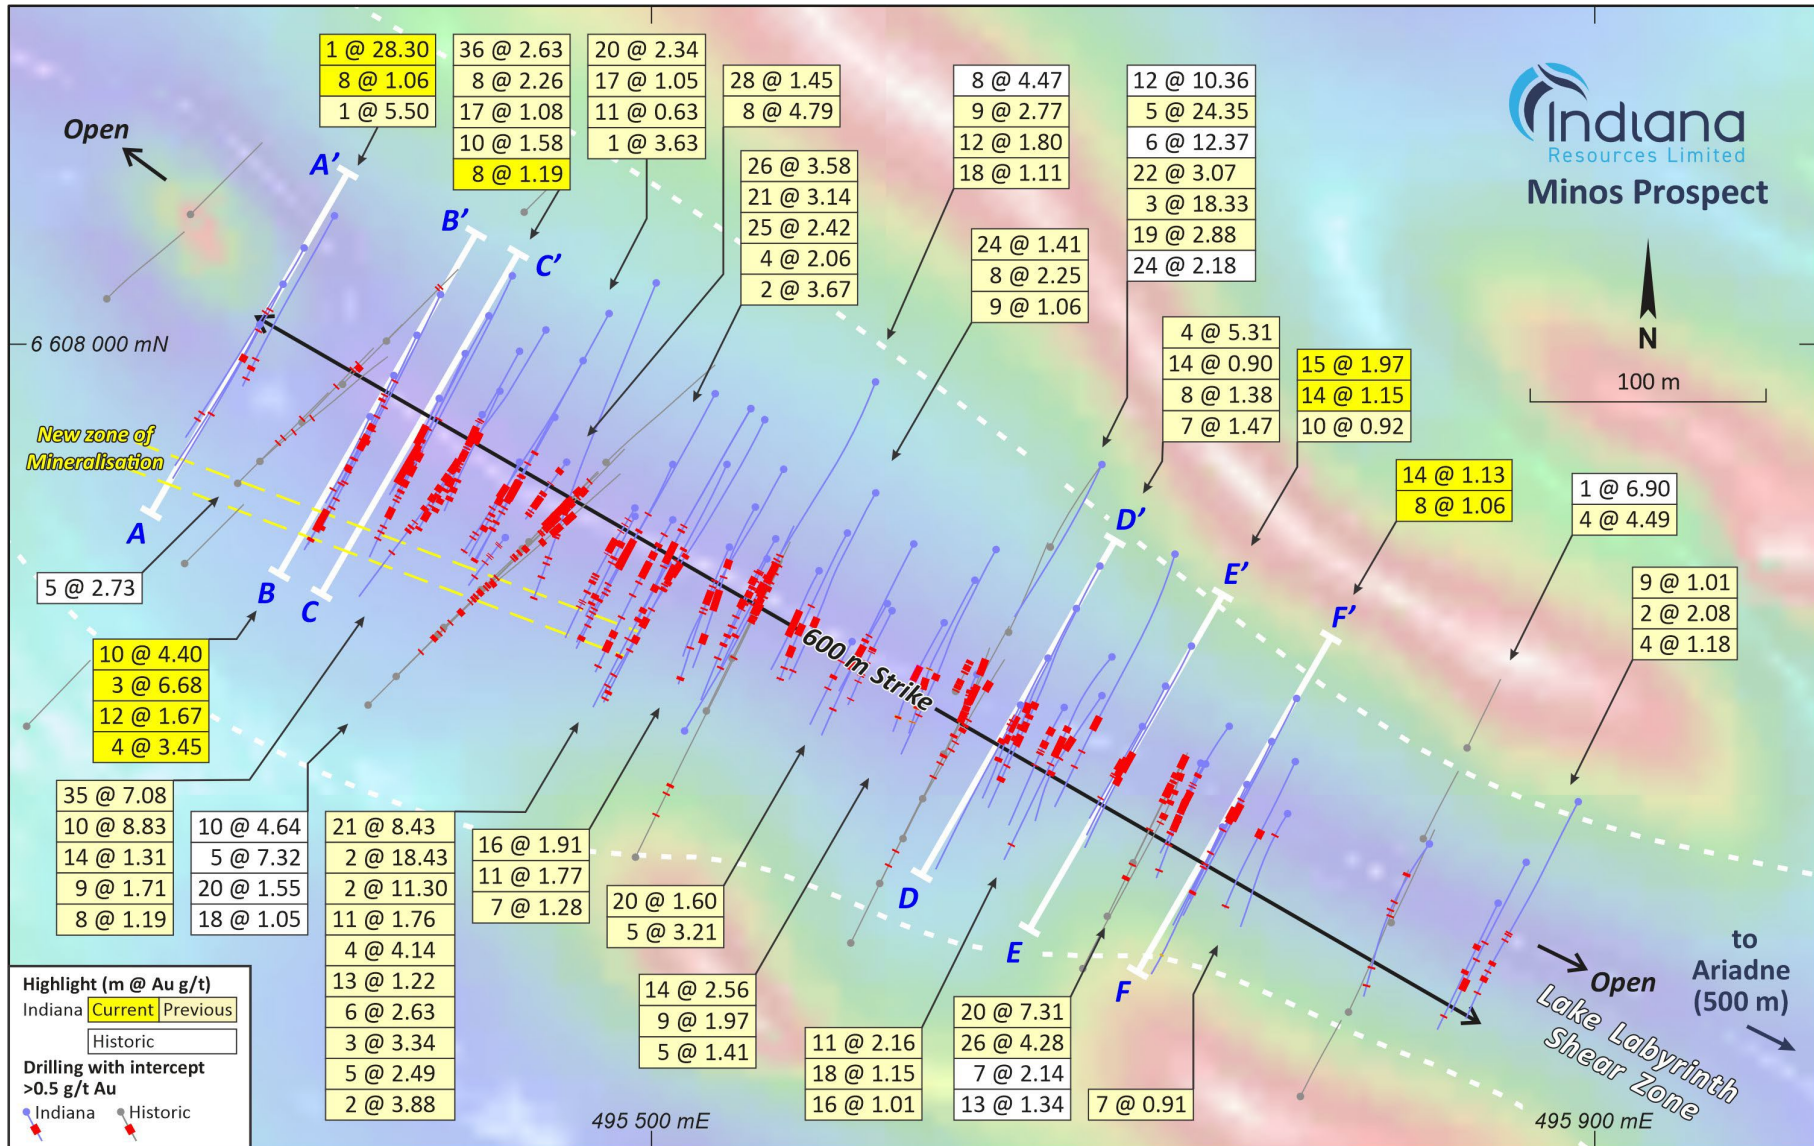 Open
1 @ 28.30
8 @ 1.06
1 @ 5.50
36 @ 2.63
8 @ 2.26
17 @ 1.08
10 @ 1.58
8 @ 1.19
20 @ 2.34
17 @ 1.05
11 @ 0.63
1 @ 3.63
28 @ 1.45
8 @ 4.79
26 @ 3.58
21 @ 3.14
25 @ 2.42
4 @ 2.06
2 @ 3.67
8 @ 4.47
9 @ 2.77
12 @ 1.80
18 @ 1.11
24 @ 1.41
8 @ 2.25
9 @ 1.06
12 @ 10.36
5 @ 24.35
6 @ 12.37
22 @ 3.07
3 @ 18.33
19 @ 2.88
24 @ 2.18
Indiana
Resources Limited
Minos Prospect
N
100 m
4 @ 5.31
14 @ 0.90
8 @ 1.38
7 @ 1.47
15 @ 1.97
14 @ 1.15
10 @ 0.92
14 @ 1.13
8 @ 1.06
1 @ 6.90
4 @ 4.49
9 @ 1.01
2 @ 2.08
4 @ 1.18
A'
B'
C'
D'
E'
F'
6 608 000 mN
New zone of
Mineralisation
600 m Strike
A
B
C
D
E
F
5 @ 2.73
10 @ 4.40
3 @ 6.68
12 @ 1.67
4 @ 3.45
35 @ 7.08
10 @ 8.83
14 @ 1.31
9 @ 1.71
8 @ 1.19
10 @ 4.64
5 @ 7.32
20 @ 1.55
18 @ 1.05
21 @ 8.43
2 @ 18.43
2 @ 11.30
11 @ 1.76
4 @ 4.14
13 @ 1.22
6 @ 2.63
3 @ 3.34
5 @ 2.49
2 @ 3.88
16 @ 1.91
11 @ 1.77
7 @ 1.28
20 @ 1.60
5 @ 3.21
14 @ 2.56
9 @ 1.97
5 @ 1.41
11 @ 2.16
18 @ 1.15
16 @ 1.01
20 @ 7.31
26 @ 4.28
7 @ 2.14
13 @ 1.34
7 @ 0.91
Open
to
Ariadne
(500 m)
Lake Labyrinth
Shear Zone
495 500 mE
495 900 mE
Highlight (m @ Au g/t)
Indiana Current Previous
Historic
Drilling with intercept
>0.5 g/t Au
Indiana Historic